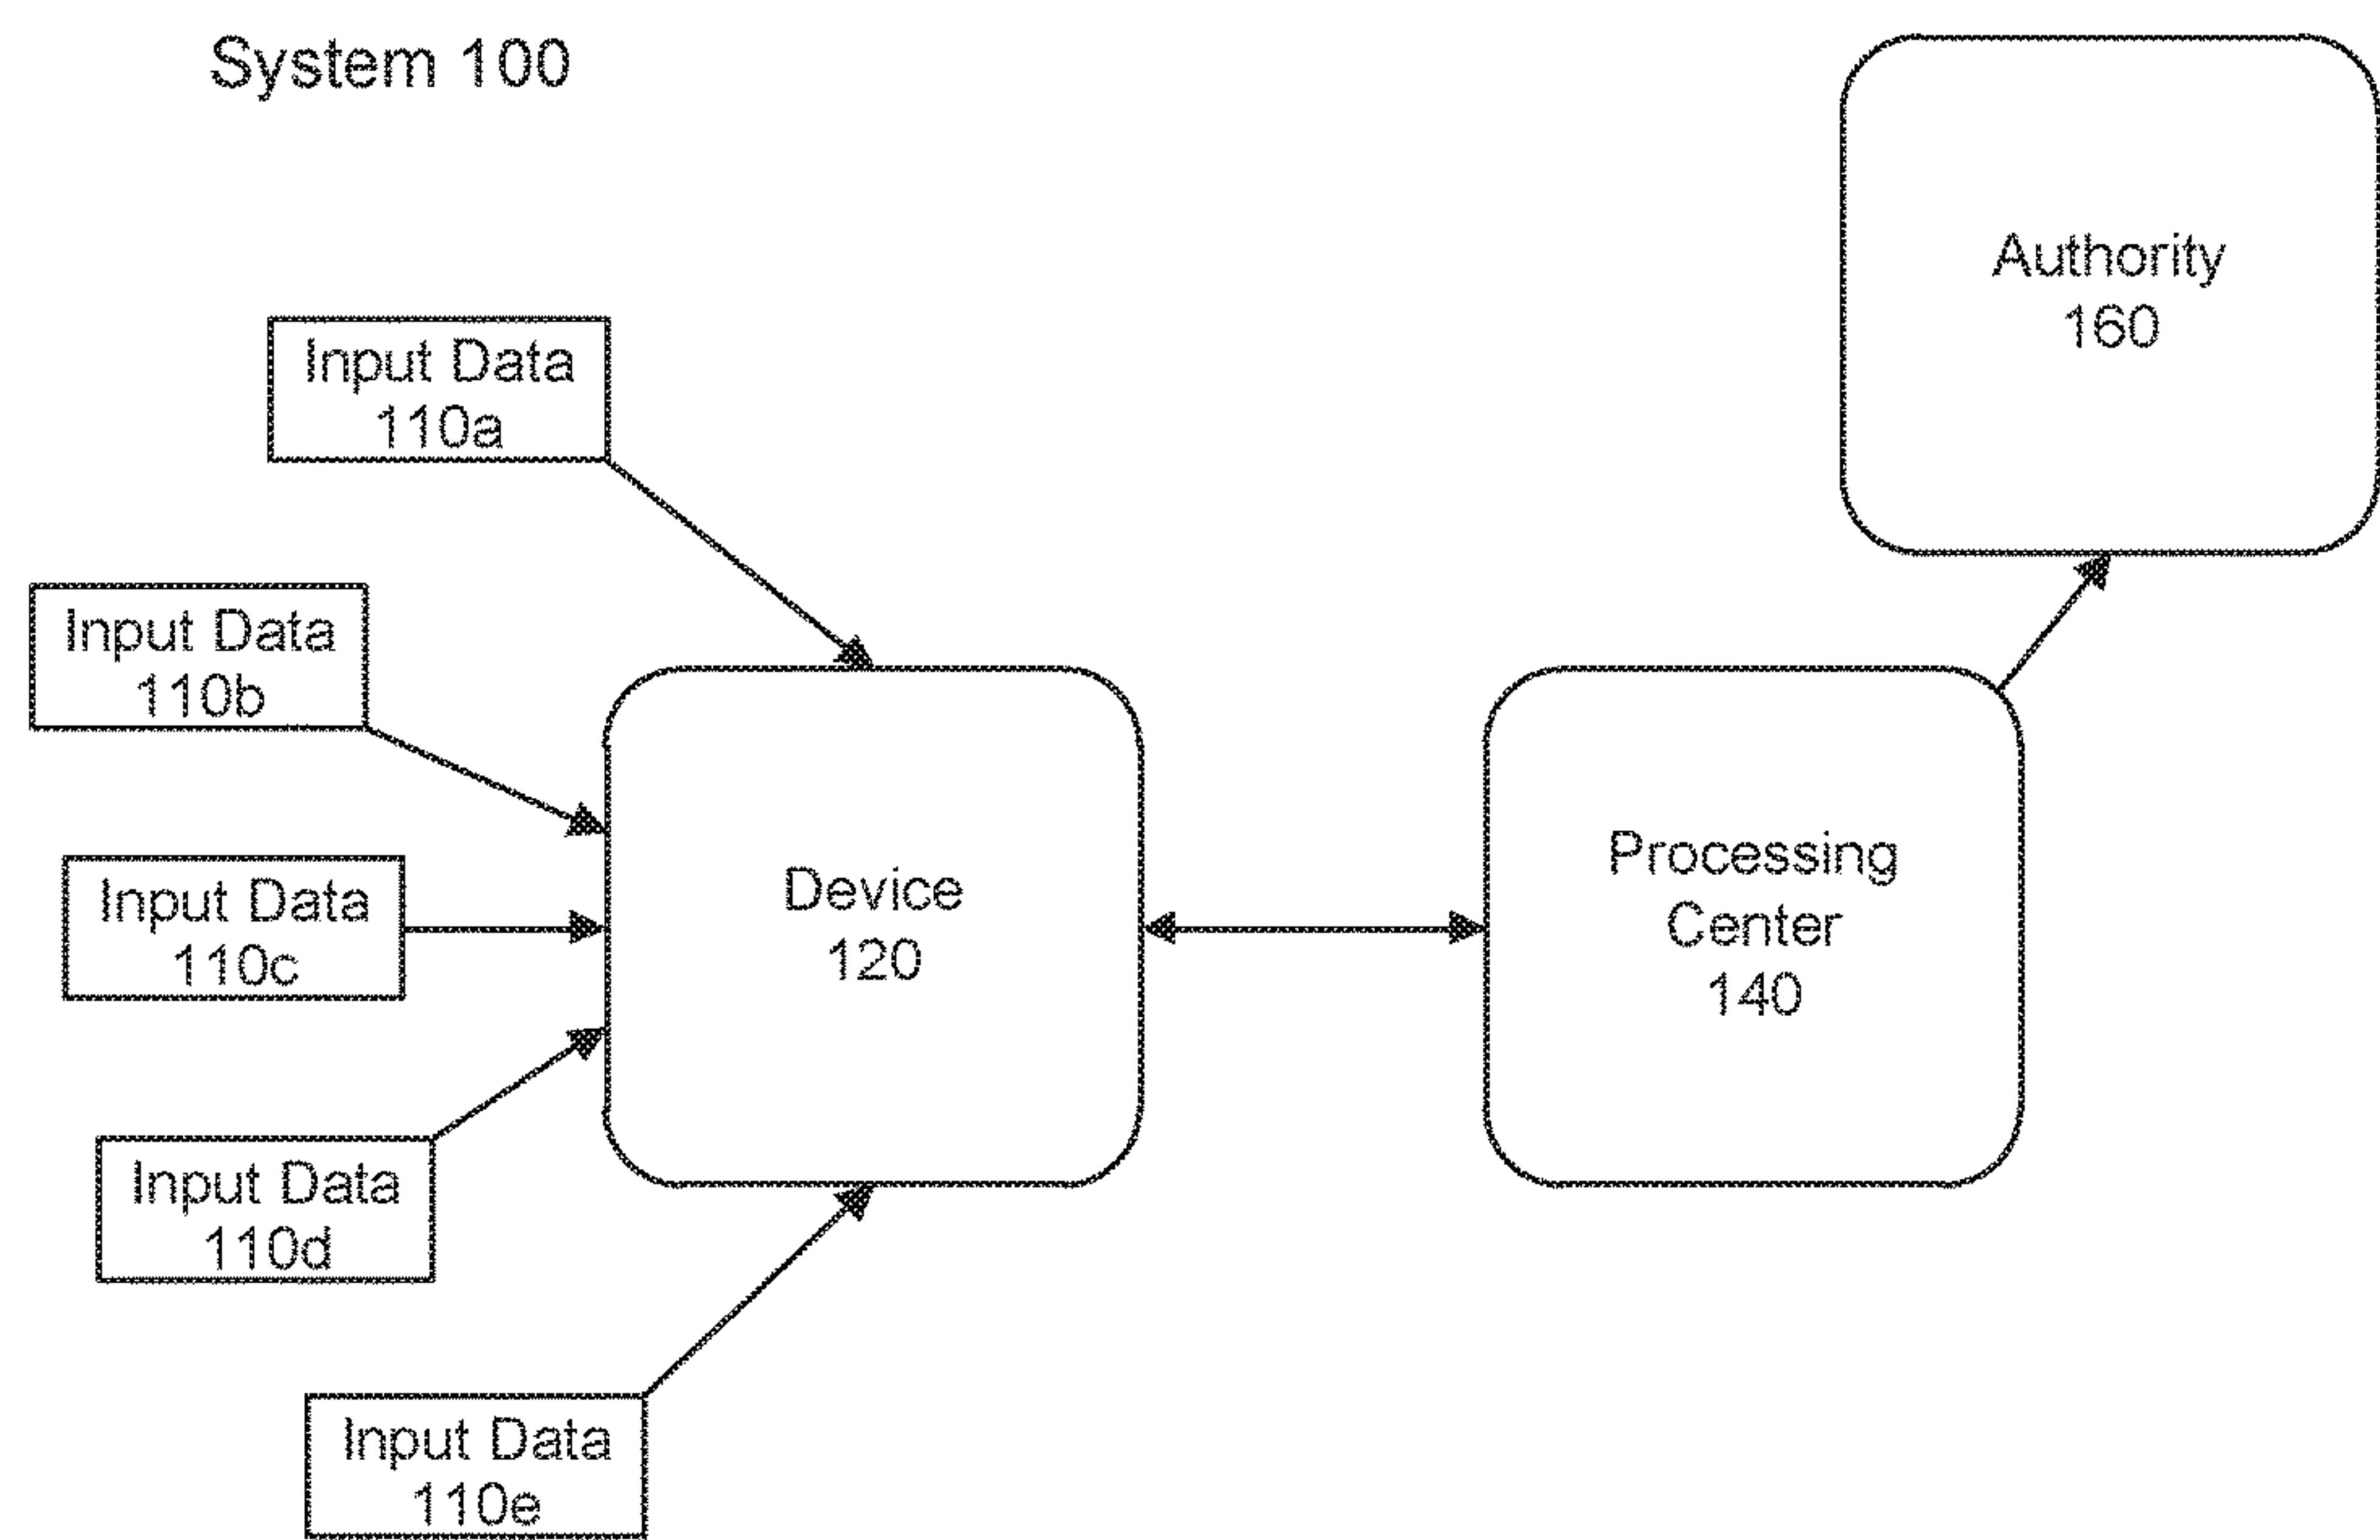 System 100
Authority
160
Input Data
110a
Input Data
110b
Input Data
110c
Device
120
Processing
Center
140
Input Data
110d
Input Data
110e